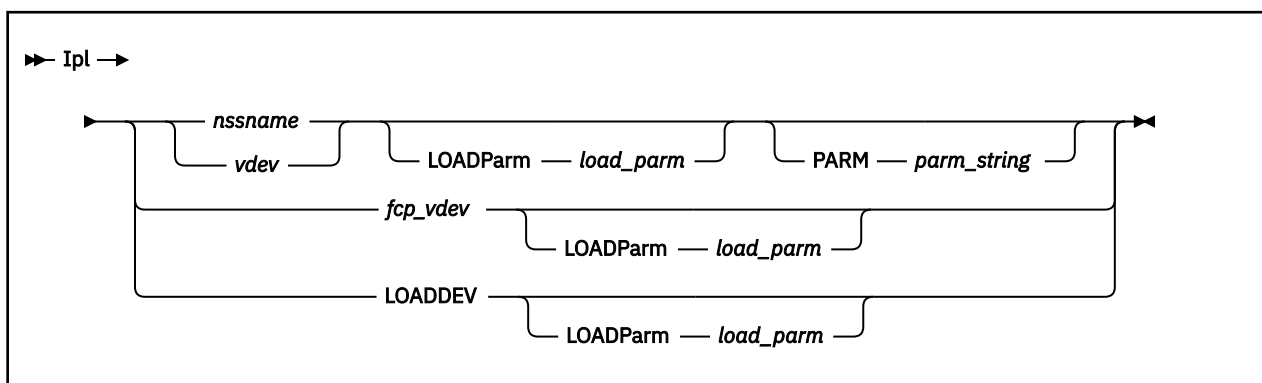 Ipl
nssname
vdev
LOADParm load_parm
PARM parm_string
fcp_vdev
LOADParm load_parm
LOADDEV
LOADParm load_parm